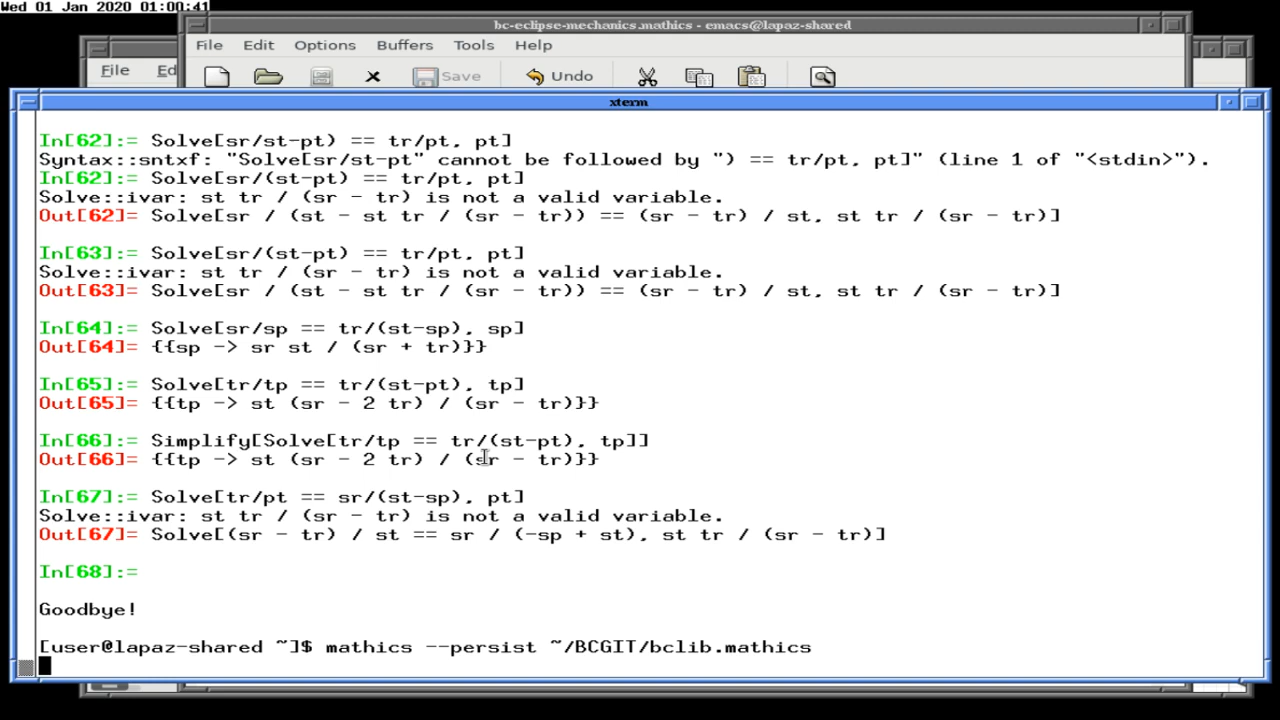 Wed 01 Jan 2020 01:00:41
bc-eclipse-mechanics.mathics - emacs@lapaz-shared
File Edit Options Buffers Tools Help
File Ed
Save Undo
xterm
In[62]:= Solve[sr/st-pt) == tr/pt, pt]
Syntax::sntxf: "Solve[sr/st-pt" cannot be followed by ") == tr/pt, pt]" (line 1 of "<stdin>").
In[62]:= Solve[sr/(st-pt) == tr/pt, pt]
Solve::ivar: st tr / (sr - tr) is not a valid variable.
Out[62]= Solve[sr / (st - st tr / (sr - tr)) == (sr - tr) / st, st tr / (sr - tr)]
In[63]:= Solve[sr/(st-pt) == tr/pt, pt]
Solve::ivar: st tr / (sr - tr) is not a valid variable.
Out[63]= Solve[sr / (st - st tr / (sr - tr)) == (sr - tr) / st, st tr / (sr - tr)]
In[64]:= Solve[sr/sp == tr/(st-sp), sp]
Out[64]= {{sp -> sr st / (sr + tr)}}
In[65]:= Solve[tr/tp == tr/(st-pt), tp]
Out[65]= {{tp -> st (sr - 2 tr) / (sr - tr)}}
In[66]:= Simplify[Solve[tr/tp == tr/(st-pt), tp]]
Out[66]= {{tp -> st (sr - 2 tr) / (sr - tr)}}
In[67]:= Solve[tr/pt == sr/(st-sp), pt]
Solve::ivar: st tr / (sr - tr) is not a valid variable.
Out[67]= Solve[(sr - tr) / st == sr / (-sp + st), st tr / (sr - tr)]
In[68]:=
Goodbye!
[user@lapaz-shared ~]$ mathics --persist ~/BCGIT/bclib.mathics